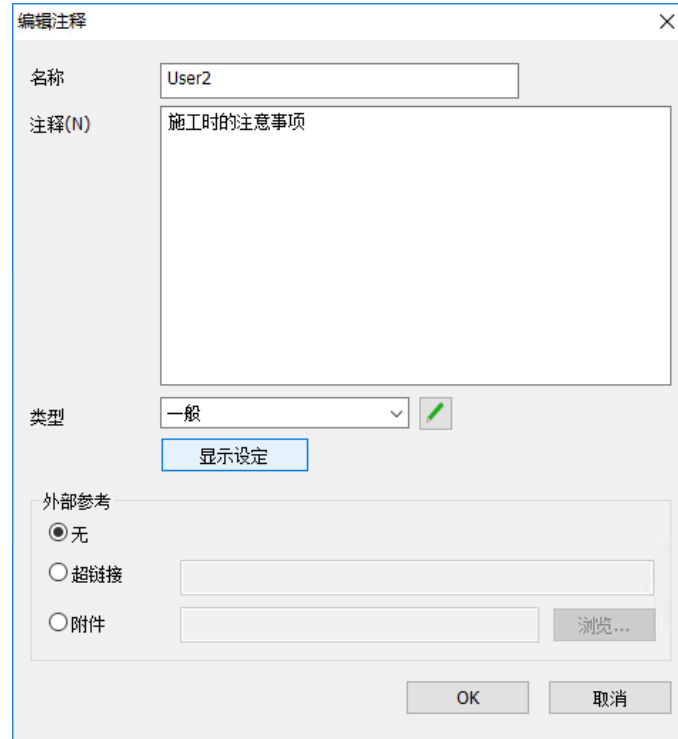 编辑注释
名称 User2
注释(N) 施工时的注意事项
类型 一般
显示设定
外部参考
无
超链接
附件 浏览...
OK 取消